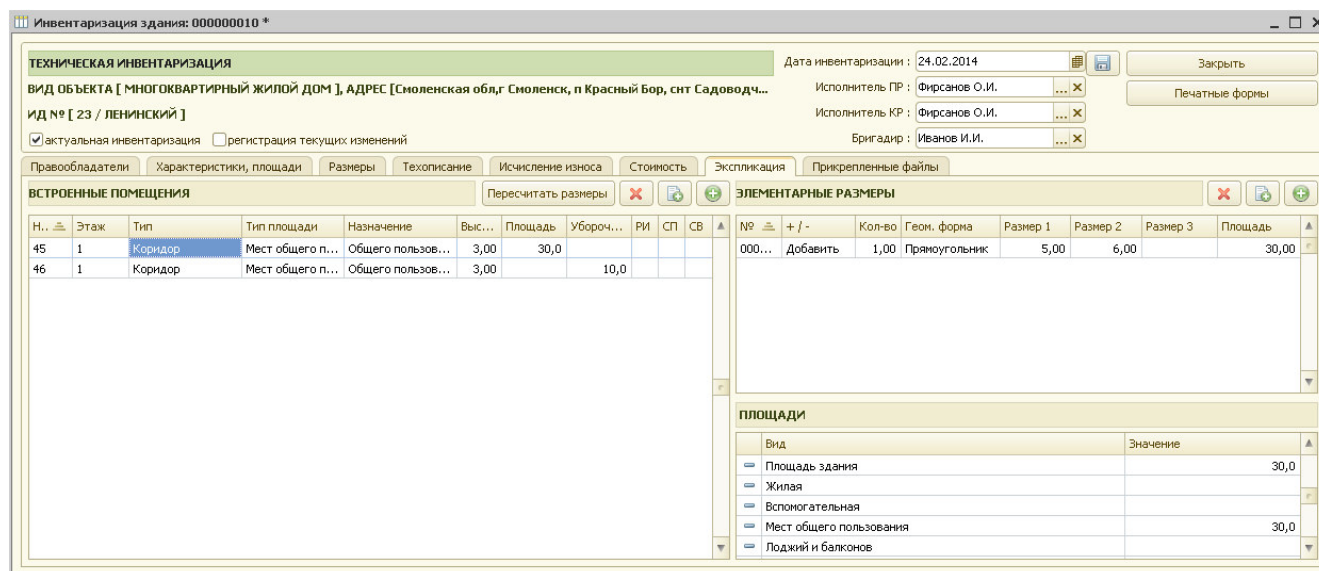 Инвентаризация здания: 000000010 *
ТЕХНИЧЕСКАЯ ИНВЕНТАРИЗАЦИЯ
Дата инвентаризации : 24.02.2014
Закрыть
ВИД ОБЪЕКТА [ МНОГОКВАРТИРНЫЙ ЖИЛОЙ ДОМ ], АДРЕС [Смоленская обл,г Смоленск, п Красный Бор, снт Садоводч...
Исполнитель ПР : Фирсанов О.И. ...
Печатные формы
ИД № [ 23 / ЛЕНИНСКИЙ ]
Исполнитель КР : Фирсанов О.И. ...
актуальная инвентаризация регистрация текущих изменений
Бригадир : Иванов И.И. ...
Правообладатели Характеристики, площади Размеры Техописание Исчисление износа Стоимость Экспликация Прикрепленные файлы
ВСТРОЕННЫЕ ПОМЕЩЕНИЯ Пересчитать размеры
ЭЛЕМЕНТАРНЫЕ РАЗМЕРЫ
Н.. Этаж Тип Тип площади Назначение Выс... Площадь Убороч... РИ СП СВ
45 1 Коридор Мест общего п... Общего пользов... 3,00 30,0
46 1 Коридор Мест общего п... Общего пользов... 3,00 10,0
№ + / - Кол-во Геом. форма Размер 1 Размер 2 Размер 3 Площадь
000... Добавить 1,00 Прямоугольник 5,00 6,00 30,00
ПЛОЩАДИ
Вид Значение
Площадь здания 30,0
Жилая
Вспомогательная
Мест общего пользования 30,0
Лоджий и балконов